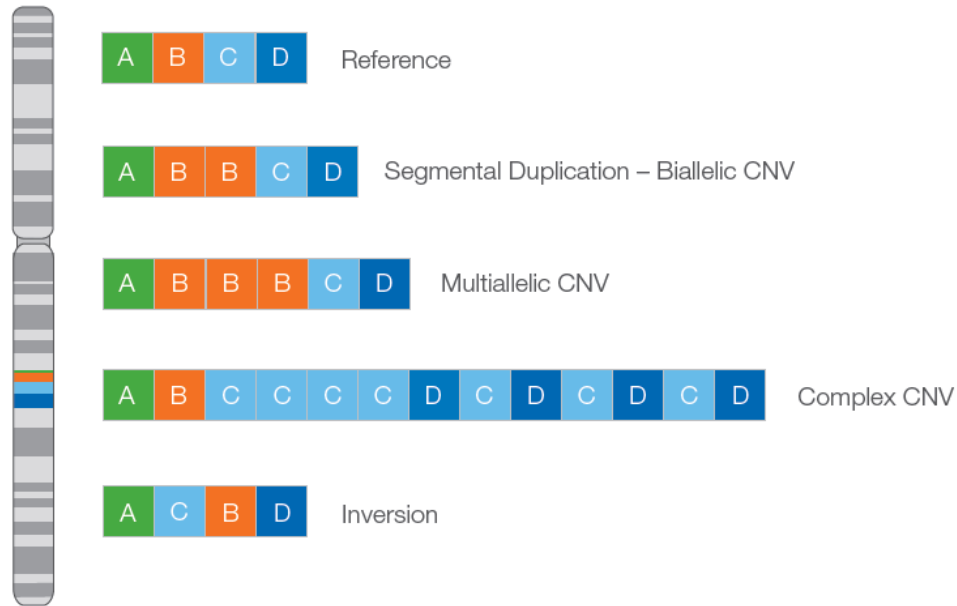 A B C D Reference
A B B C D Segmental Duplication – Biallelic CNV
A B B B C D Multiallelic CNV
A B C C C C D C D C D C D Complex CNV
A C B D Inversion